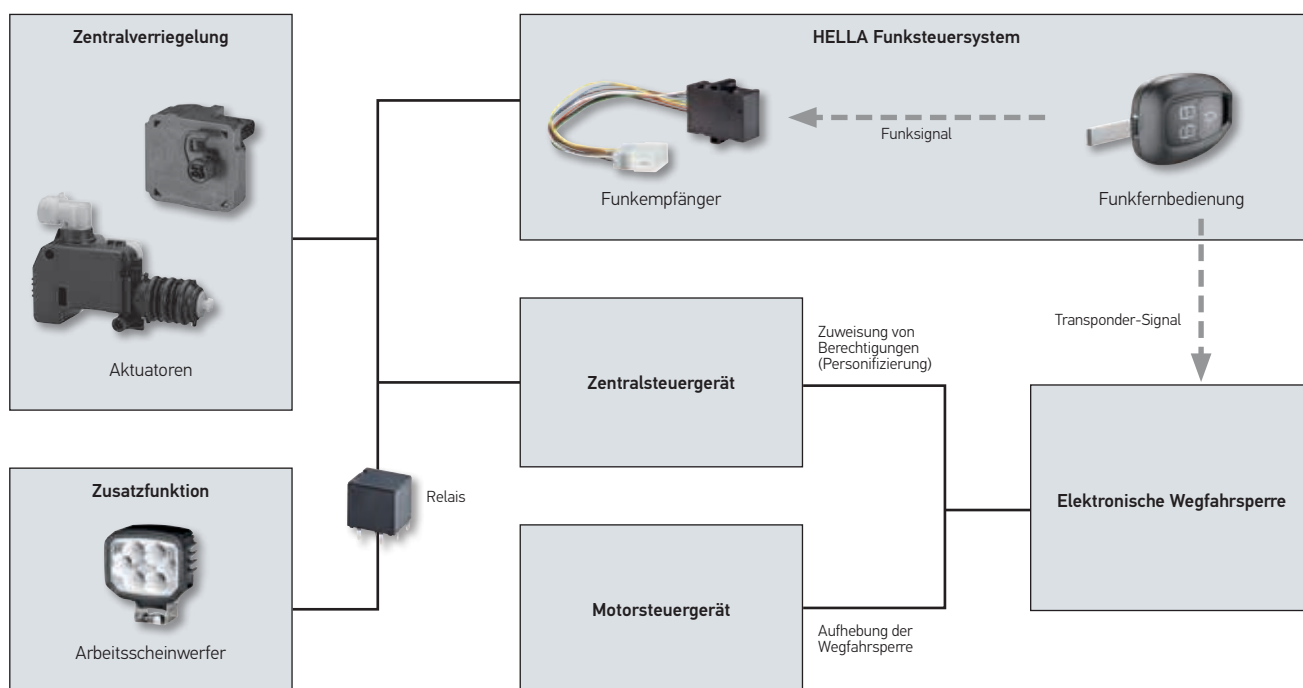 Zentralverriegelung
Aktuatoren
HELLA Funksteuersystem
Funksignal
Funkempfänger
Funkfernbedienung
Transponder-Signal
Zentralsteuergerät
Zuweisung von
Berechtigungen
(Personifizierung)
Elektronische Wegfahrsperre
Zusatzfunktion
Arbeitsscheinwerfer
Relais
Motorsteuergerät
Aufhebung der
Wegfahrsperre